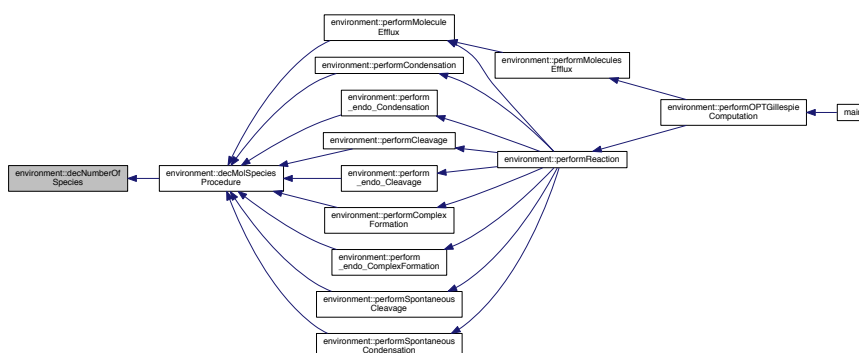 environment::performMolecule
Efflux
environment::performMolecules
Efflux
environment::performCondensation
environment::perform
_endo_Condensation
environment::performOPTGillespie
Computation
main
environment::performCleavage
environment::performReaction
environment::decNumberOf
Species
environment::decMolSpecies
Procedure
environment::perform
_endo_Cleavage
environment::performComplex
Formation
environment::perform
_endo_ComplexFormation
environment::performSpontaneous
Cleavage
environment::performSpontaneous
Condensation